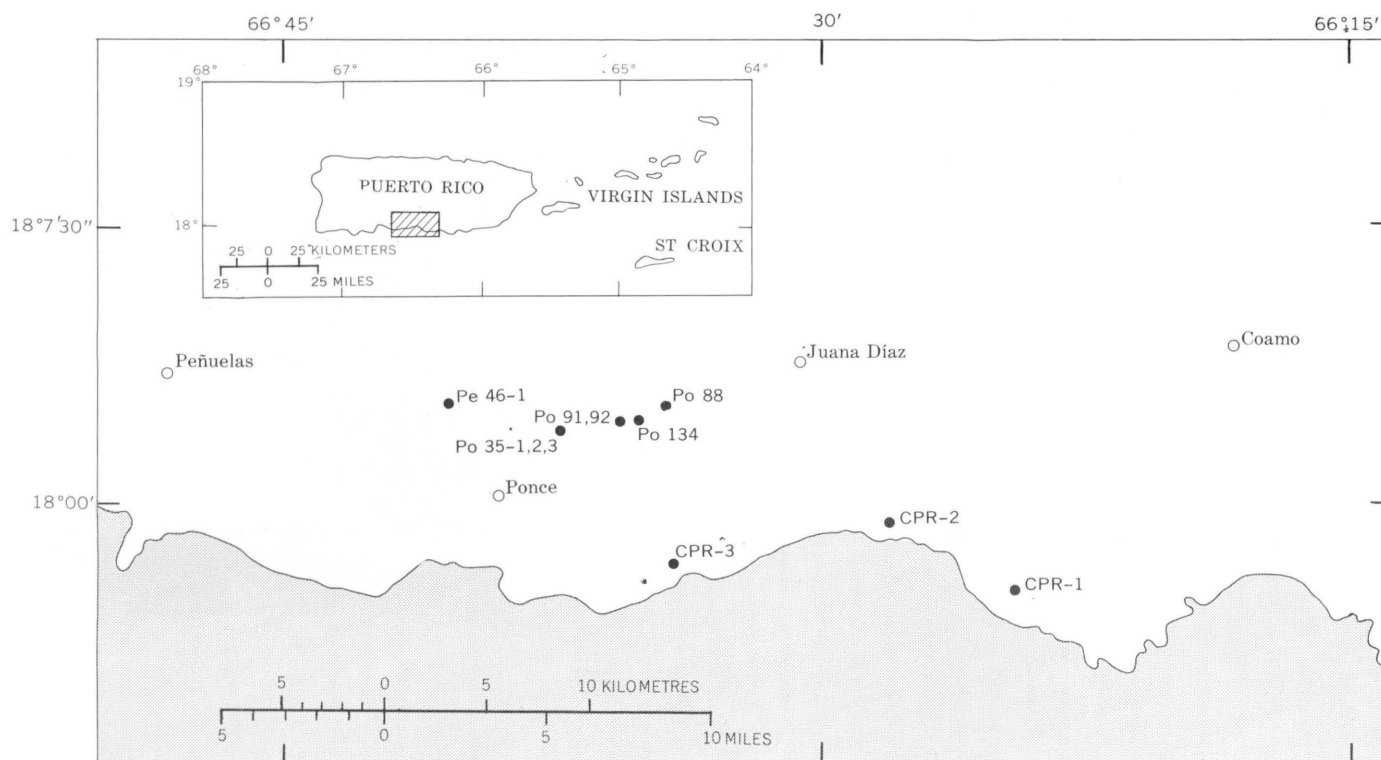 66°45′ 30′ 66°15′
68° 67° 66° 65° 64°
19°
PUERTO RICO
VIRGIN ISLANDS
18°7′30″
18°
ST CROIX
25 0 25 KILOMETERS
25 0 25 MILES
Peñuelas
Juana Díaz
Coamo
Pe 46-1
Po 88
Po 91,92
Po 134
Po 35-1,2,3
Ponce
18°00′
CPR-2
CPR-3
CPR-1
5 0 5 10 KILOMETRES
5 0 5 10 MILES